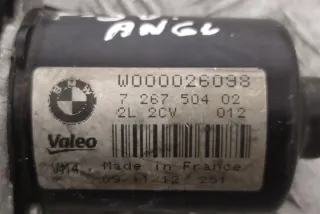 ANGL
W000026098
7 267 504 02
2L 2CV 012
BMW
Valeo
Made in France